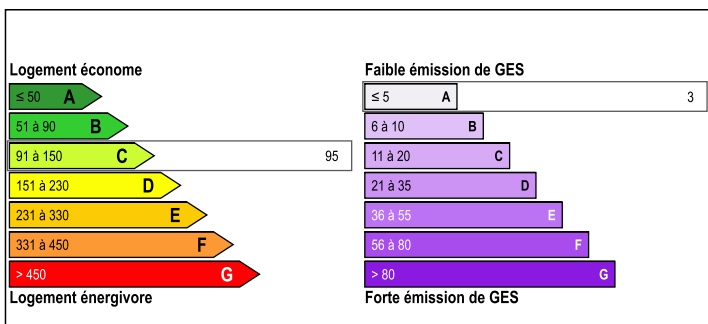 Logement économe
≤ 50 A
51 à 90 B
91 à 150 C 95
151 à 230 D
231 à 330 E
331 à 450 F
> 450 G
Logement énergivore
Faible émission de GES
≤ 5 A 3
6 à 10 B
11 à 20 C
21 à 35 D
36 à 55 E
56 à 80 F
> 80 G
Forte émission de GES